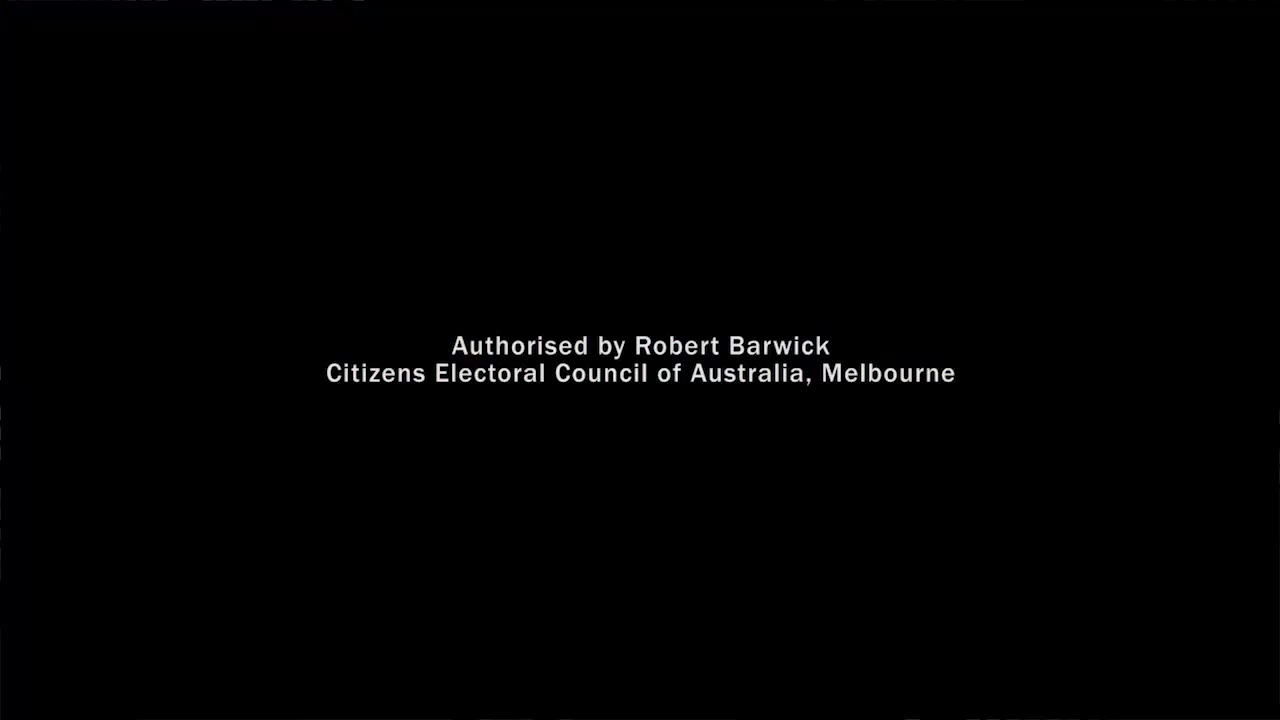 Authorised by Robert Barwick
Citizens Electoral Council of Australia, Melbourne